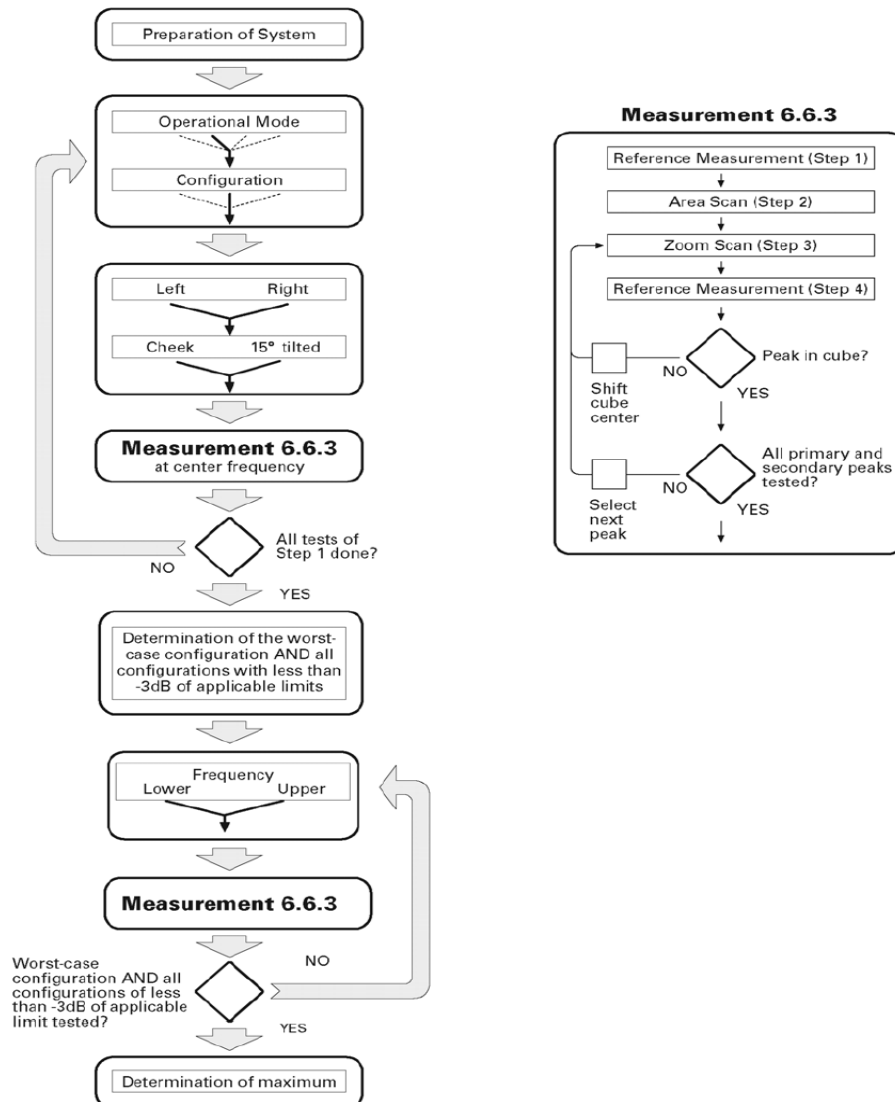 Preparation of System
Operational Mode
Configuration
Left Right
Cheek 15° tilted
Measurement 6.6.3
at center frequency
All tests of
Step 1 done?
NO
YES
Determination of the worst-
case configuration AND all
configurations with less than
-3dB of applicable limits
Frequency
Lower Upper
Measurement 6.6.3
Worst-case
configuration AND all
configurations of less
than -3dB of applicable
limit tested?
NO
YES
Determination of maximum
Measurement 6.6.3
Reference Measurement (Step 1)
Area Scan (Step 2)
Zoom Scan (Step 3)
Reference Measurement (Step 4)
Peak in cube?
NO
YES
Shift
cube
center
All primary and
secondary peaks
tested?
NO
YES
Select
next
peak